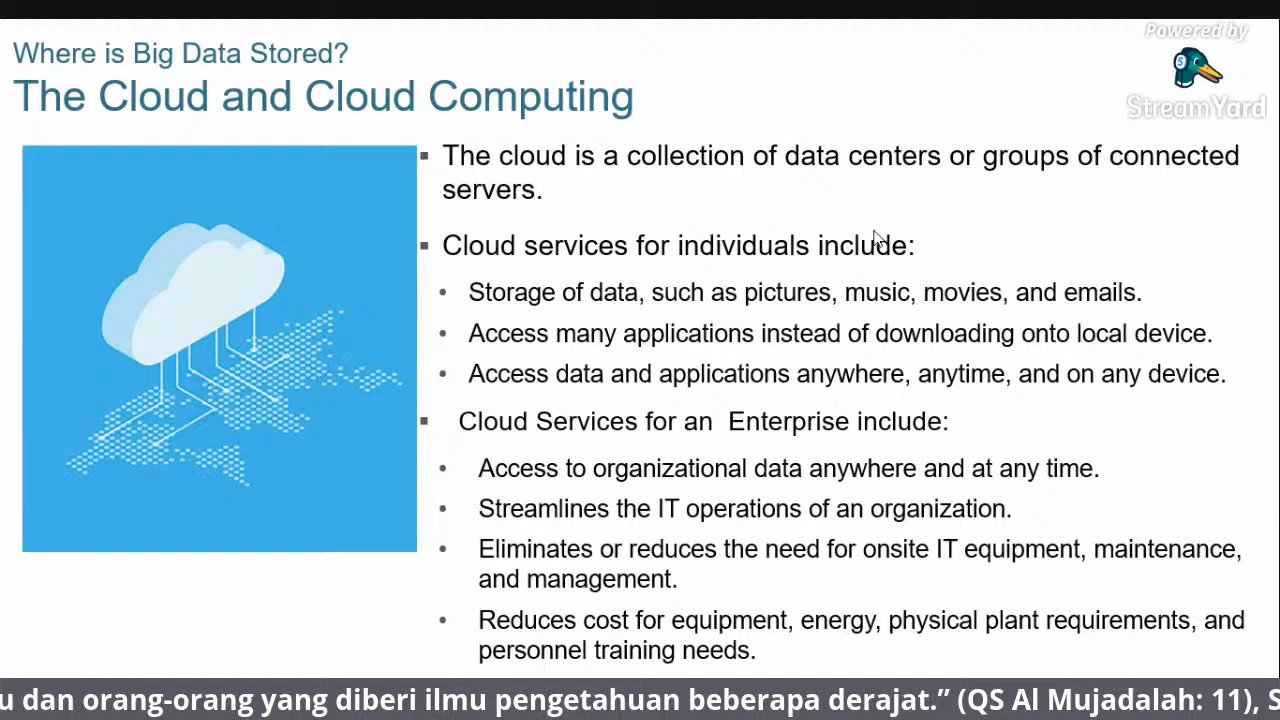 Powered by
StreamYard
Where is Big Data Stored?
The Cloud and Cloud Computing
▪ The cloud is a collection of data centers or groups of connected
servers.
▪ Cloud services for individuals include:
• Storage of data, such as pictures, music, movies, and emails.
• Access many applications instead of downloading onto local device.
• Access data and applications anywhere, anytime, and on any device.
▪ Cloud Services for an Enterprise include:
• Access to organizational data anywhere and at any time.
• Streamlines the IT operations of an organization.
• Eliminates or reduces the need for onsite IT equipment, maintenance,
and management.
• Reduces cost for equipment, energy, physical plant requirements, and
personnel training needs.
u dan orang-orang yang diberi ilmu pengetahuan beberapa derajat.” (QS Al Mujadalah: 11), S